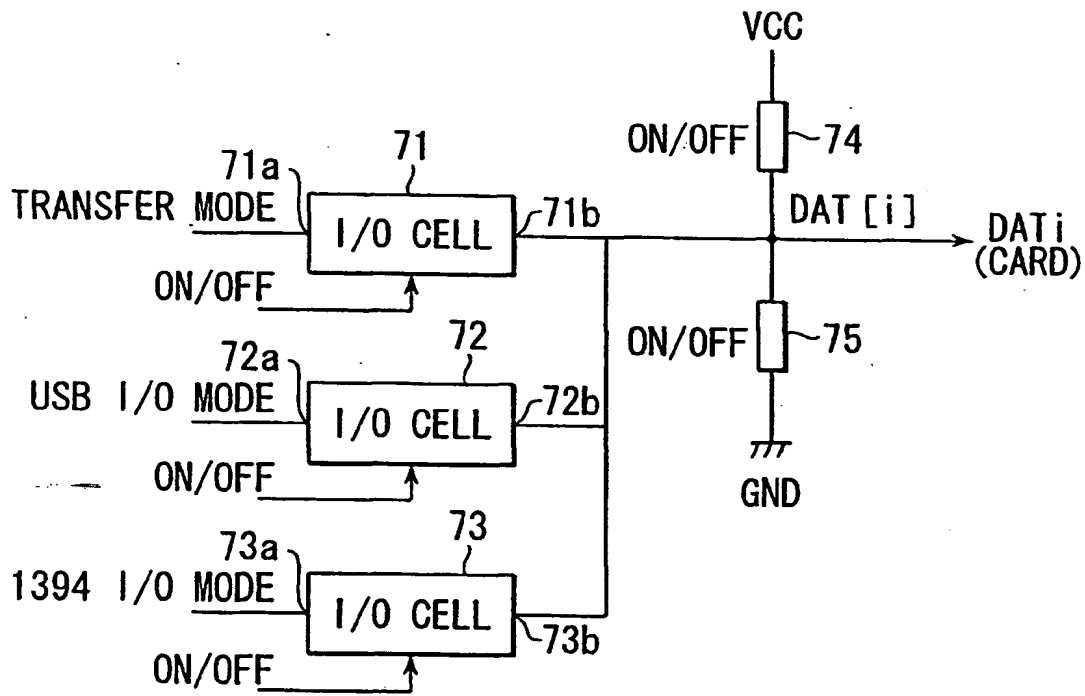 VCC
ON/OFF 74
71
71a
TRANSFER MODE
I/O CELL
71b
DAT [i]
DATi
(CARD)
ON/OFF
ON/OFF 75
72
72a
USB I/O MODE
I/O CELL
72b
ON/OFF
GND
73
73a
1394 I/O MODE
I/O CELL
73b
ON/OFF